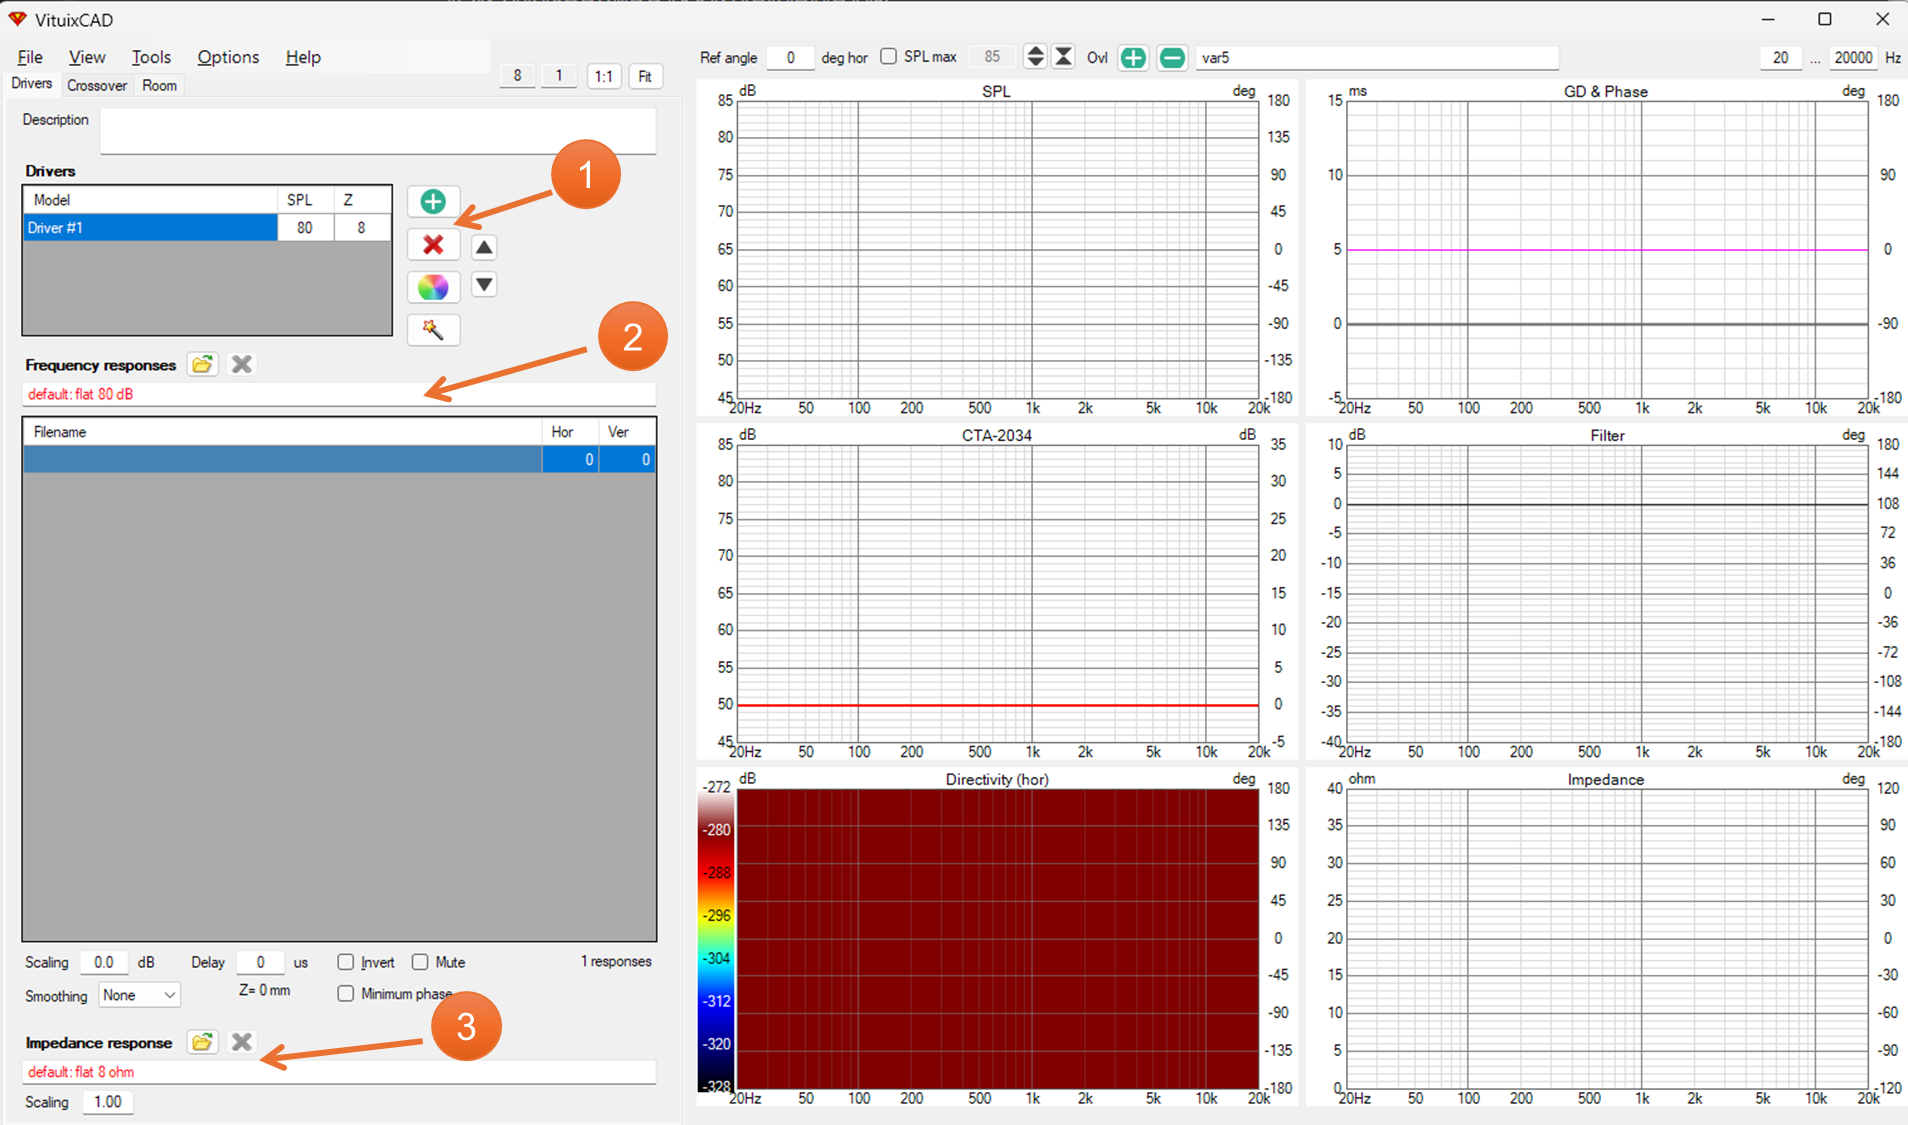 VituixCAD
File View Tools Options Help
Drivers Crossover Room
8 1 1:1 Fit
Ref angle 0 deg hor SPL max 85 Ovl var5 20 ... 20000 Hz
Description
Drivers
Model SPL Z
Driver #1 80 8
1
2
Frequency responses
default: flat 80 dB
Filename Hor Ver
0 0
Scaling 0.0 dB Delay 0 us Invert Mute 1 responses
Smoothing None Z= 0 mm Minimum phase
3
Impedance response
default: flat 8 ohm
Scaling 1.00
dB SPL deg
85 180
80 135
75 90
70 45
65 0
60 -45
55 -90
50 -135
45 -180
20Hz 50 100 200 500 1k 2k 5k 10k 20k
ms GD & Phase deg
15 180
135
10 90
45
5 0
-45
0 -90
-135
-5 -180
20Hz 50 100 200 500 1k 2k 5k 10k 20k
dB CTA-2034 dB
85 35
80 30
75 25
70 20
65 15
60 10
55 5
50 0
45 -5
20Hz 50 100 200 500 1k 2k 5k 10k 20k
dB Filter deg
10 180
5 144
0 108
-5 72
-10 36
-15 0
-20 -36
-25 -72
-30 -108
-35 -144
-40 -180
20Hz 50 100 200 500 1k 2k 5k 10k 20k
dB Directivity (hor) deg
-272 180
-280 135
-288 90
-296 45
-304 0
-312 -45
-320 -90
-328 -135
-180
20Hz 50 100 200 500 1k 2k 5k 10k 20k
ohm Impedance deg
40 120
35 90
30 60
25 30
20 0
15 -30
10 -60
5 -90
0 -120
20Hz 50 100 200 500 1k 2k 5k 10k 20k